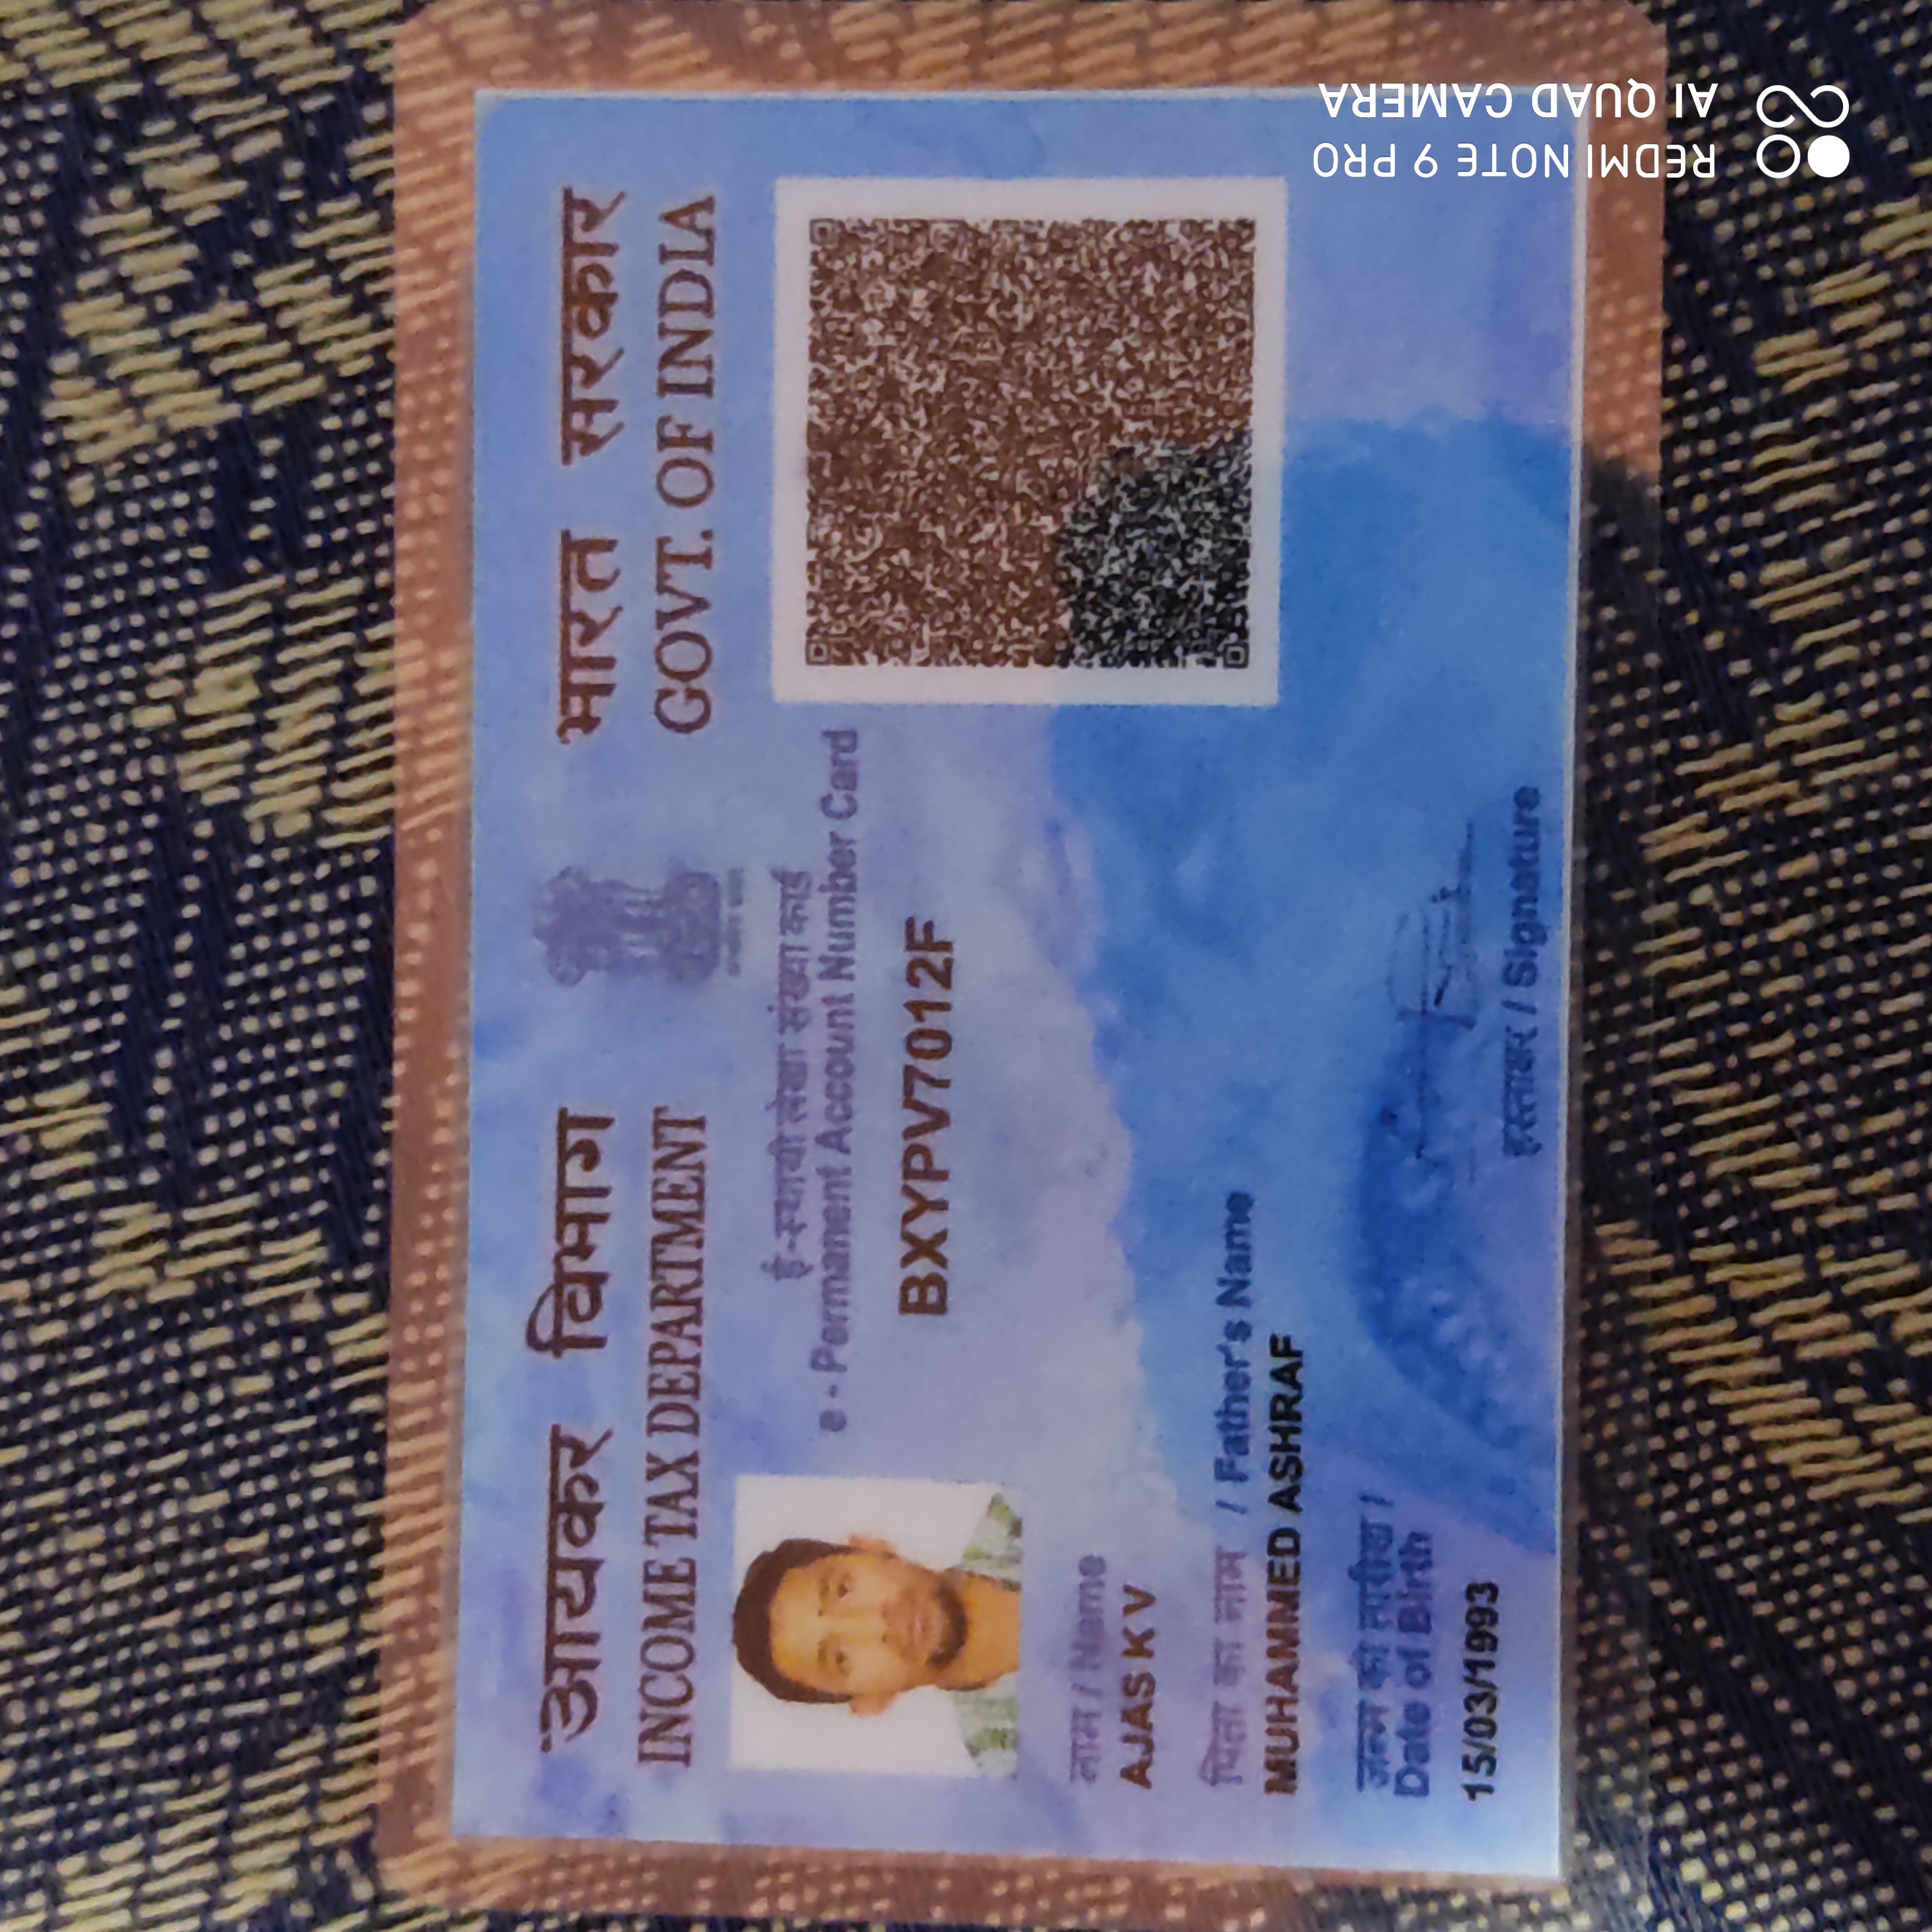 आयकर विभाग
INCOME TAX DEPARTMENT
भारत सरकार
GOVT. OF INDIA
ई-स्थायी लेखा संख्या कार्ड
e - Permanent Account Number Card
BXYPV7012F
नाम / Name
AJAS K V
पिता का नाम / Father's Name
MUHAMMED ASHRAF
जन्म की तारीख /
Date of Birth
15/03/1993
हस्ताक्षर / Signature
REDMI NOTE 9 PRO
AI QUAD CAMERA